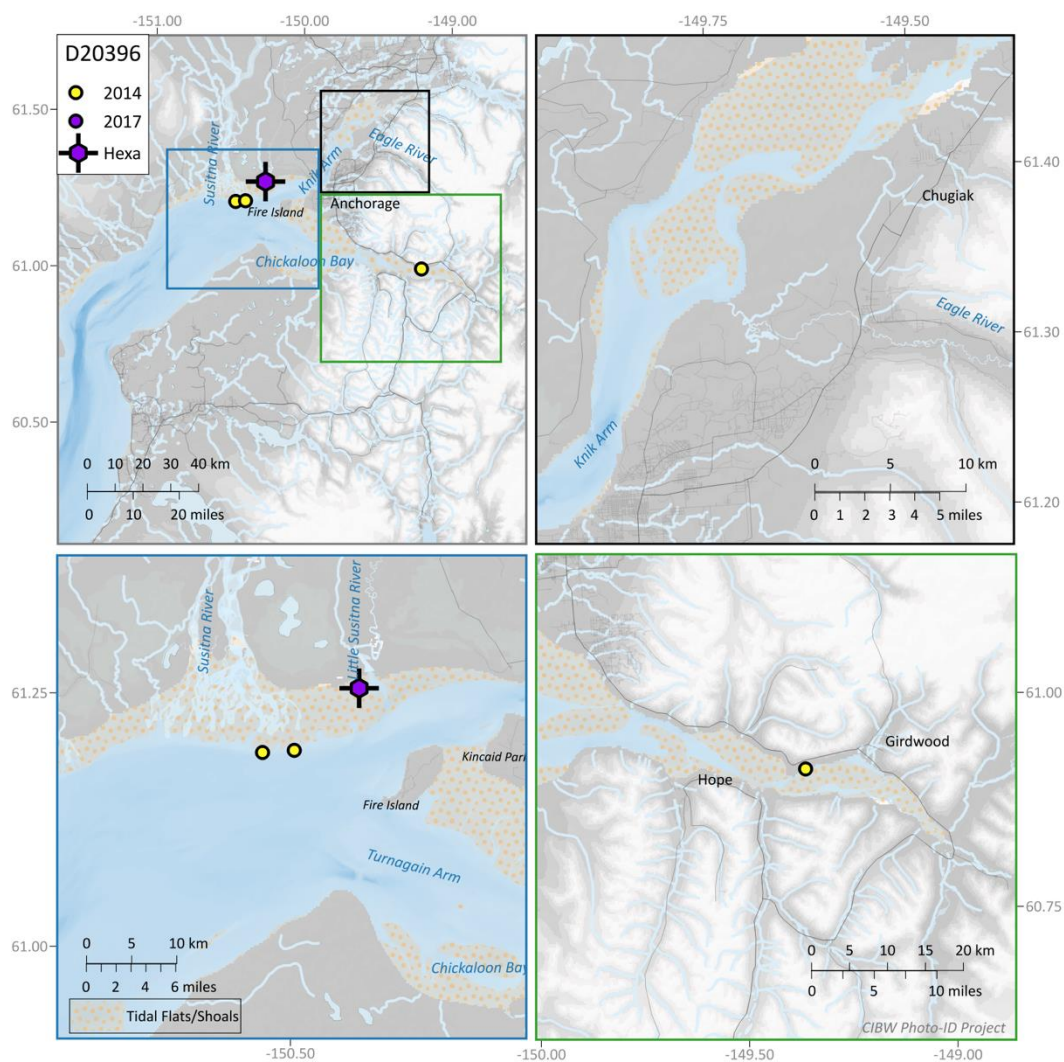 -151.00
-150.00
-149.00
-149.75
-149.50
D20396
2014
2017
Hexa
61.50
61.00
60.50
Susitna River
Knik Arm
Eagle River
Fire Island
Anchorage
Chickaloon Bay
0 10 20 30 40 km
0 10 20 miles
61.40
61.30
61.20
Chugiak
Eagle River
Knik Arm
0 5 10 km
0 1 2 3 4 5 miles
Susitna River
Little Susitna River
61.25
61.00
Kincaid Par
Fire Island
Turnagain Arm
Chickaloon Bay
0 5 10 km
0 2 4 6 miles
Tidal Flats/Shoals
-150.50
61.00
60.75
Girdwood
Hope
0 5 10 15 20 km
0 5 10 miles
CIBW Photo-ID Project
-150.00
-149.50
-149.00